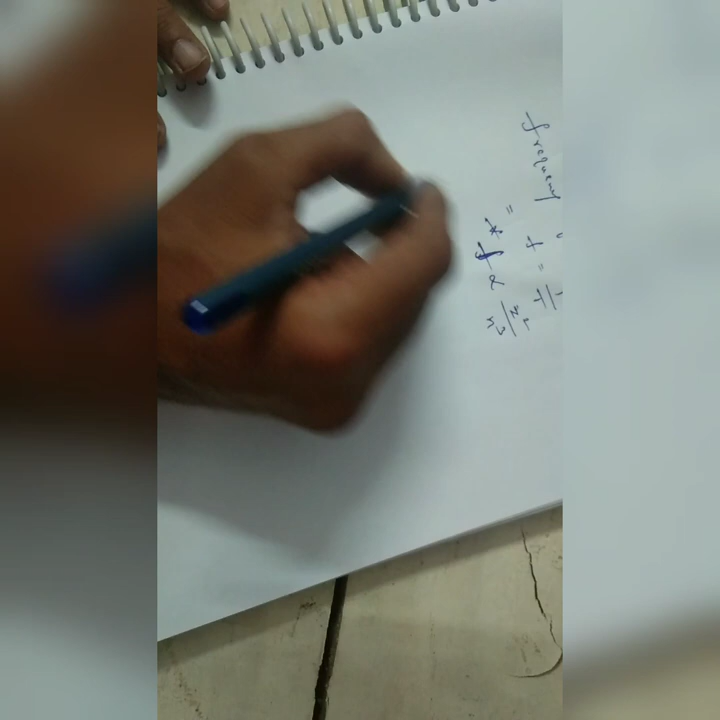 frequency
f = 1/T
=
* f ∝ z²/n³